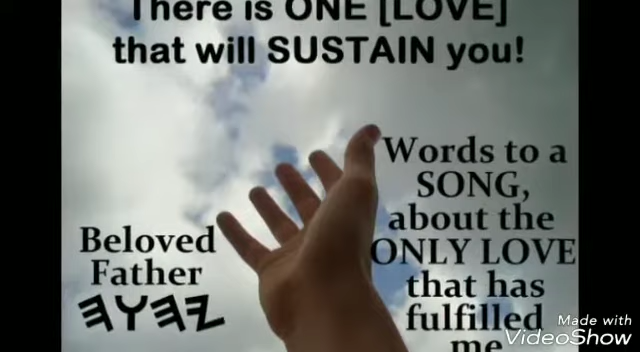 There is ONE [LOVE]
that will SUSTAIN you!
Beloved
Father
𐤉𐤄𐤅𐤄
Words to a
SONG,
about the
ONLY LOVE
that has
fulfilled
me
Made with
VideoShow